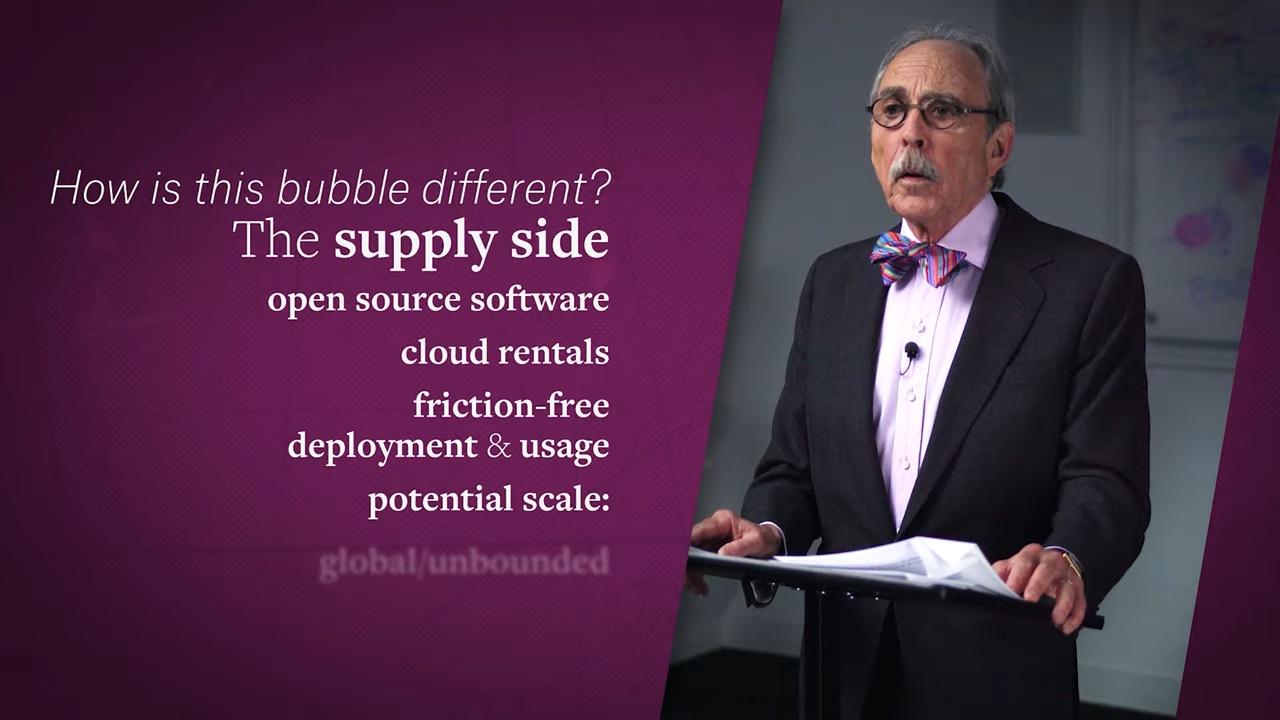 How is this bubble different?
The supply side
open source software
cloud rentals
friction-free
deployment & usage
potential scale:
global/unbounded